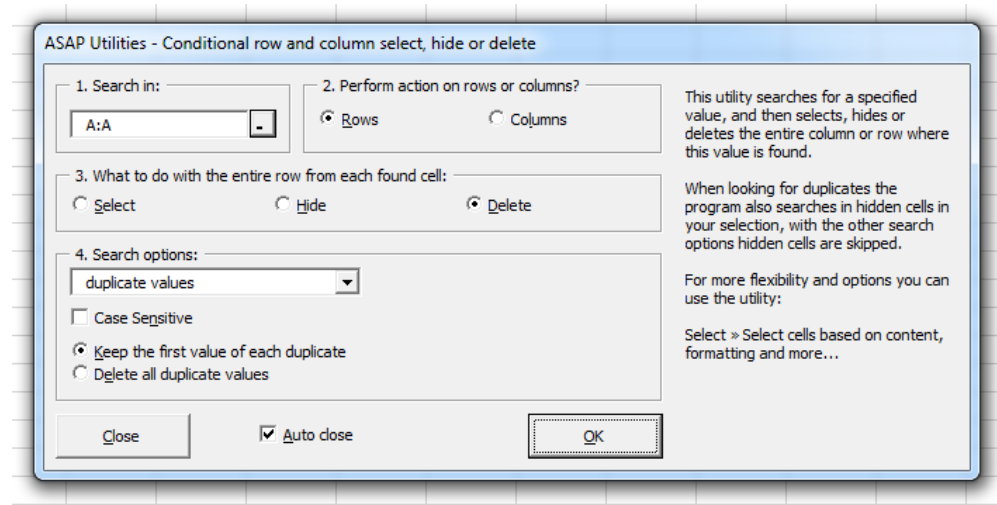 ASAP Utilities - Conditional row and column select, hide or delete
1. Search in:
A:A
2. Perform action on rows or columns?
Rows
Columns
3. What to do with the entire row from each found cell:
Select
Hide
Delete
4. Search options:
duplicate values
Case Sensitive
Keep the first value of each duplicate
Delete all duplicate values
Close
Auto close
OK
This utility searches for a specified
value, and then selects, hides or
deletes the entire column or row where
this value is found.
When looking for duplicates the
program also searches in hidden cells in
your selection, with the other search
options hidden cells are skipped.
For more flexibility and options you can
use the utility:
Select » Select cells based on content,
formatting and more...